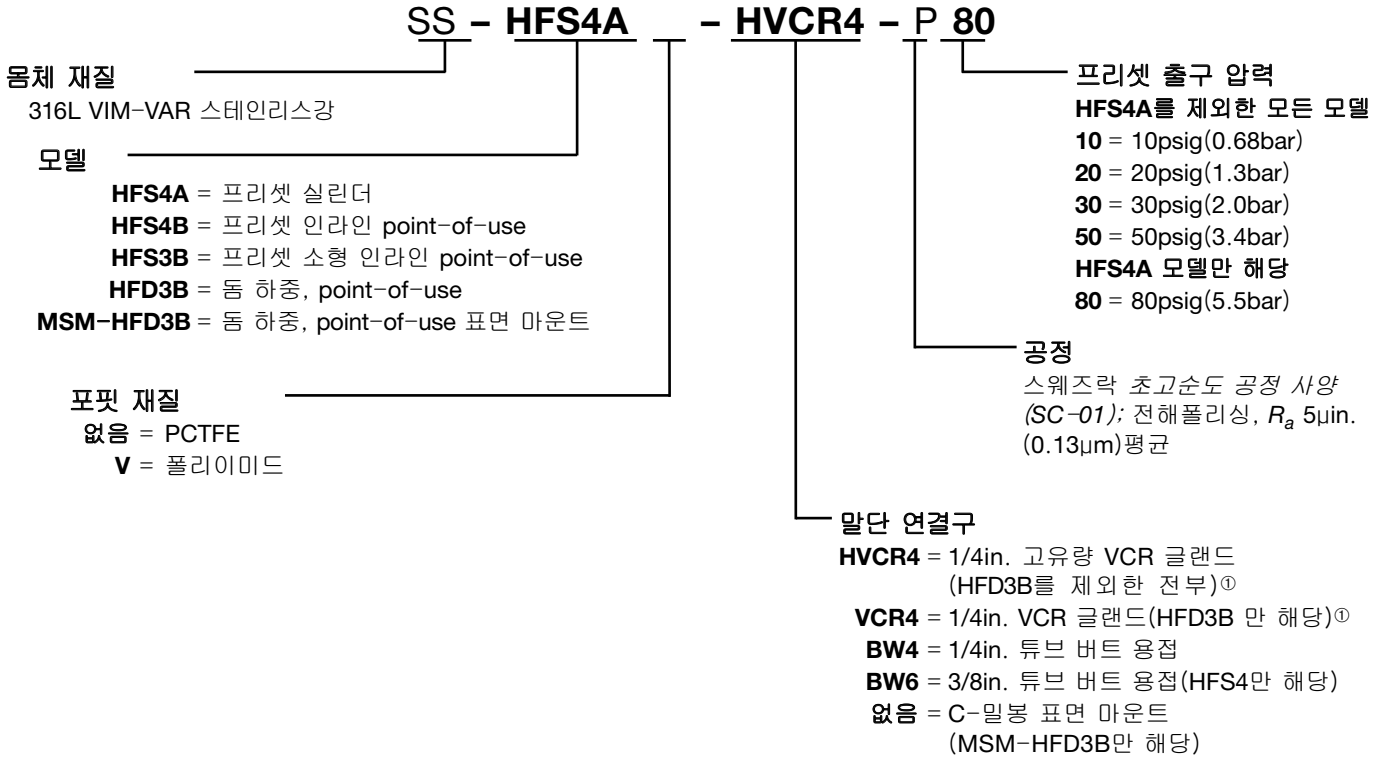 SS – HFS4A – HVCR4 – P 80
몸체 재질
316L VIM-VAR 스테인리스강
모델
HFS4A = 프리셋 실린더
HFS4B = 프리셋 인라인 point-of-use
HFS3B = 프리셋 소형 인라인 point-of-use
HFD3B = 돔 하중, point-of-use
MSM-HFD3B = 돔 하중, point-of-use 표면 마운트
포핏 재질
없음 = PCTFE
V = 폴리이미드
프리셋 출구 압력
HFS4A를 제외한 모든 모델
10 = 10psig(0.68bar)
20 = 20psig(1.3bar)
30 = 30psig(2.0bar)
50 = 50psig(3.4bar)
HFS4A 모델만 해당
80 = 80psig(5.5bar)
공정
스웨즈락 초고순도 공정 사양
(SC-01); 전해폴리싱, Ra 5μin.
(0.13μm)평균
말단 연결구
HVCR4 = 1/4in. 고유량 VCR 글랜드
(HFD3B를 제외한 전부)①
VCR4 = 1/4in. VCR 글랜드(HFD3B 만 해당)①
BW4 = 1/4in. 튜브 버트 용접
BW6 = 3/8in. 튜브 버트 용접(HFS4만 해당)
없음 = C-밀봉 표면 마운트
(MSM-HFD3B만 해당)